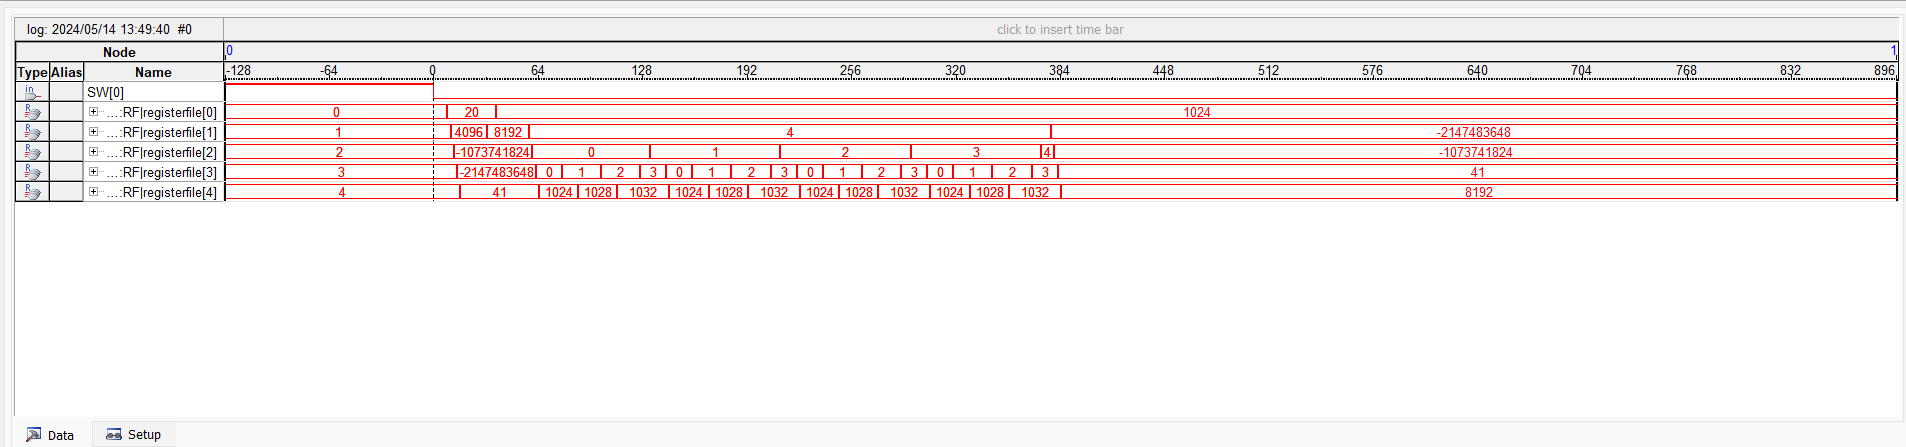 log: 2024/05/14 13:49:40 #0 click to insert time bar
Node 0 1
Type Alias Name -128 -64 0 64 128 192 256 320 384 448 512 576 640 704 768 832 896
in SW[0]
R ...:RF|registerfile[0] 0 20 1024
R ...:RF|registerfile[1] 1 4096 8192 4 -2147483648
R ...:RF|registerfile[2] 2 -1073741824 0 1 2 3 4 -1073741824
R ...:RF|registerfile[3] 3 -2147483648 0 1 2 3 0 1 2 3 0 1 2 3 0 1 2 3 41
R ...:RF|registerfile[4] 4 41 1024 1028 1032 1024 1028 1032 1024 1028 1032 1024 1028 1032 8192
Data Setup